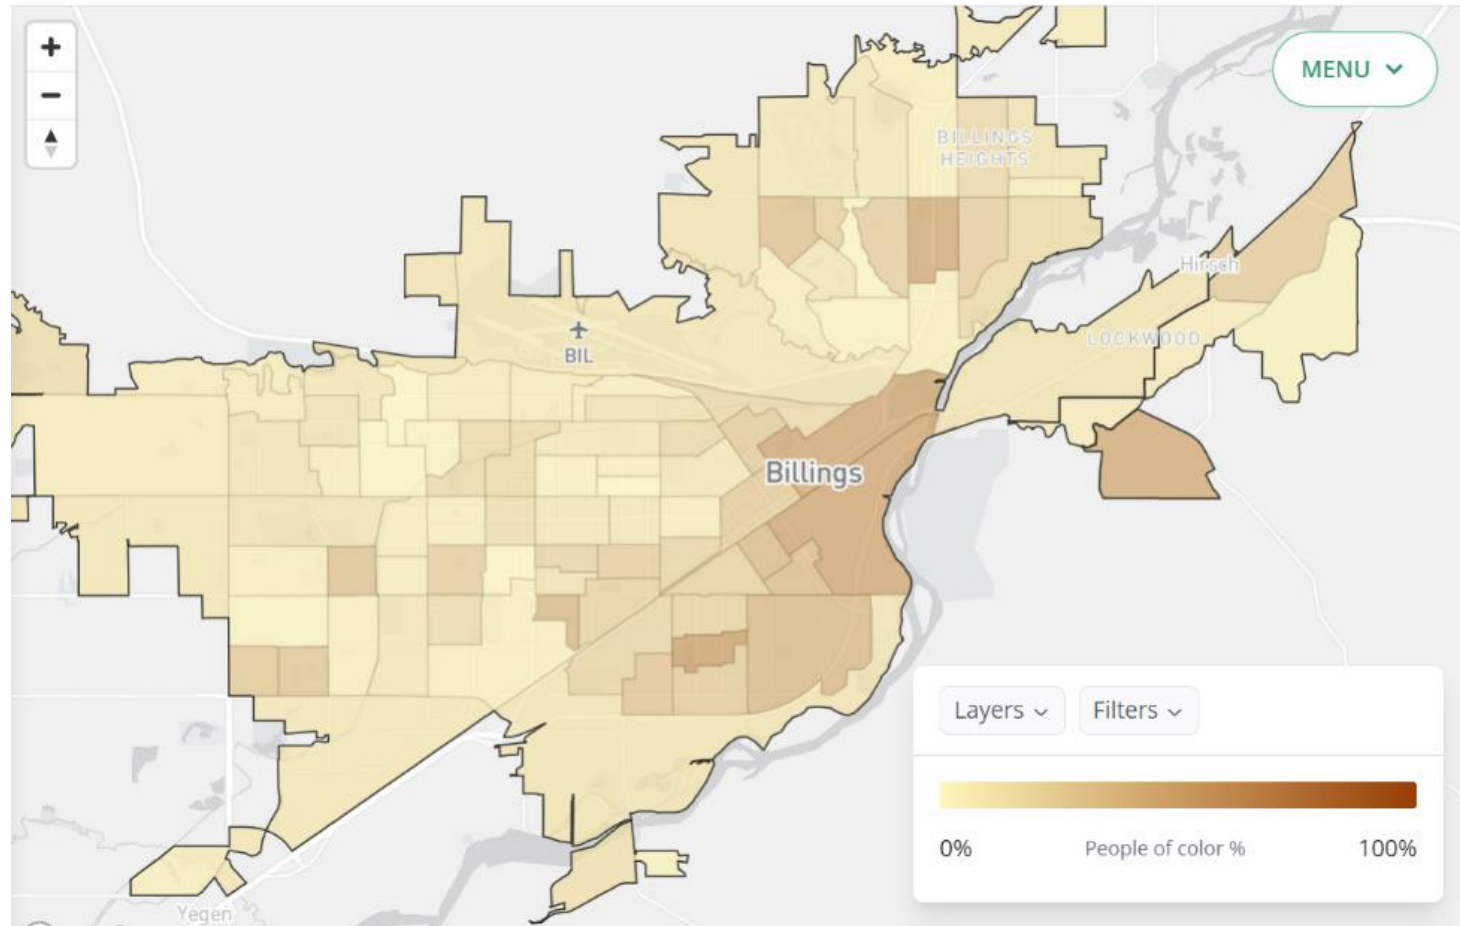 +
−
MENU
BILLINGS
HEIGHTS
Hirsch
BIL
LOCKWOOD
Billings
Layers
Filters
0%
People of color %
100%
Yegen